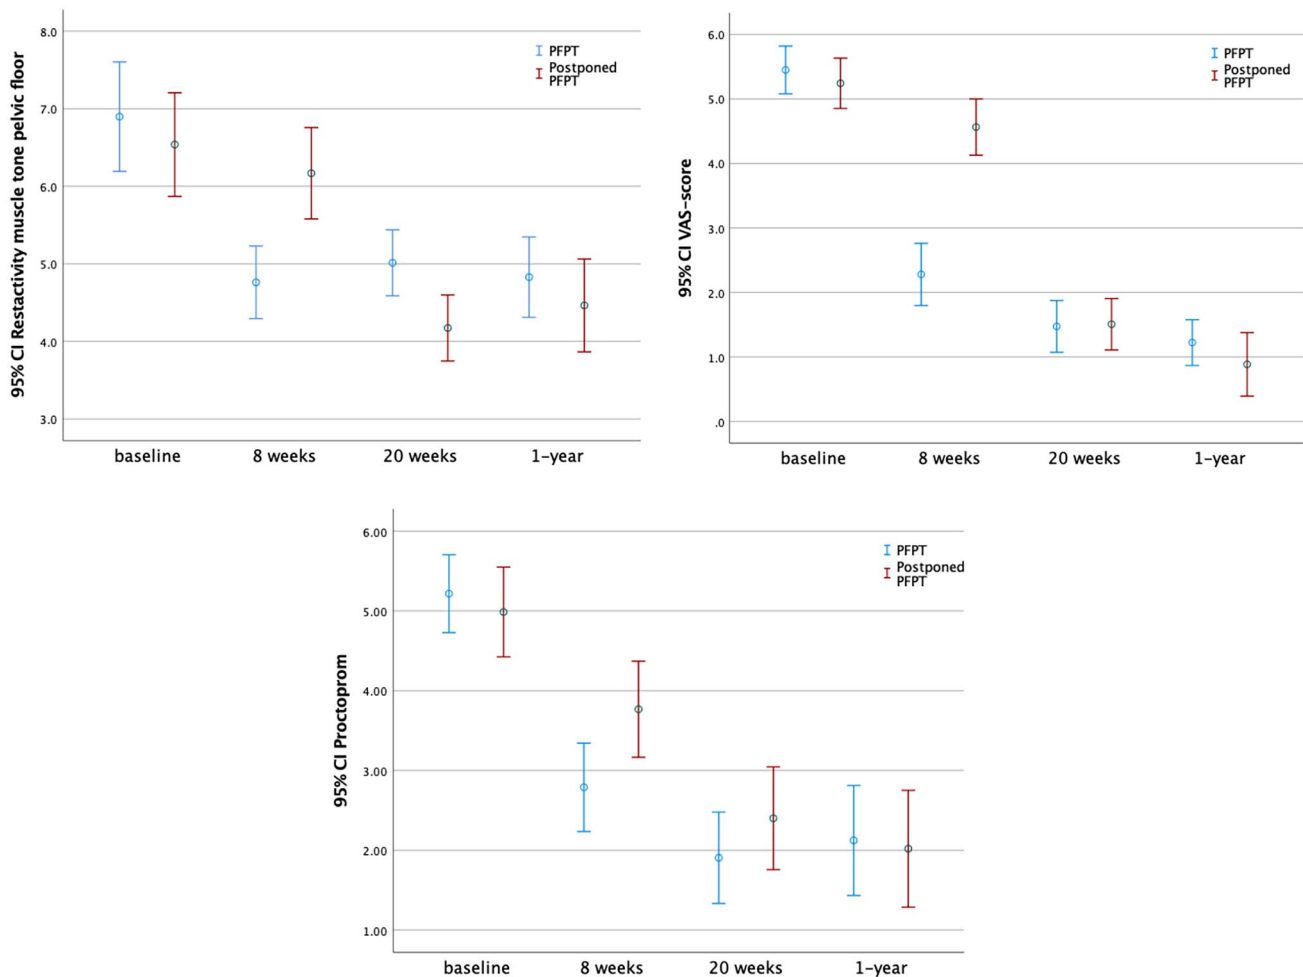 95% CI Restactivity muscle tone pelvic floor
8.0
7.0
6.0
5.0
4.0
3.0
PFPT
Postponed
PFPT
baseline
8 weeks
20 weeks
1-year
95% CI VAS-score
6.0
5.0
4.0
3.0
2.0
1.0
.0
PFPT
Postponed
PFPT
baseline
8 weeks
20 weeks
1-year
95% CI Proctoprom
6.00
5.00
4.00
3.00
2.00
1.00
PFPT
Postponed
PFPT
baseline
8 weeks
20 weeks
1-year